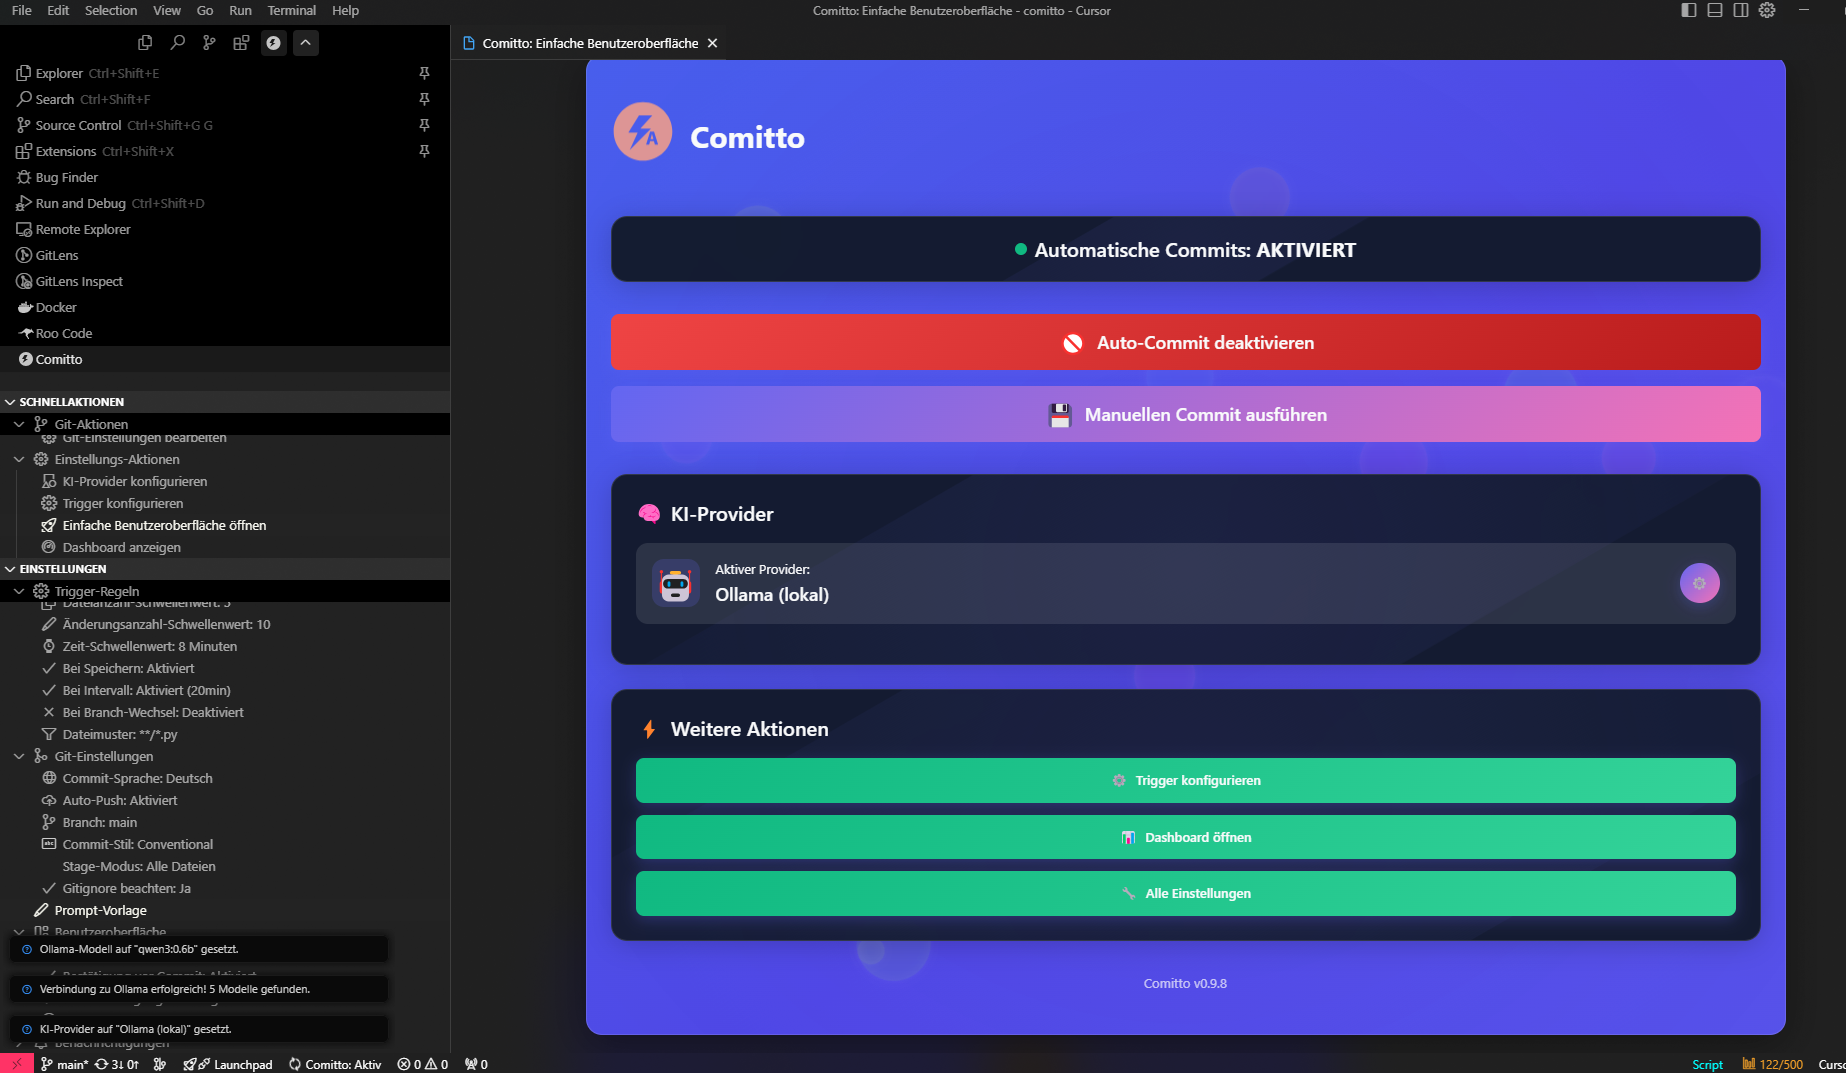 File Edit Selection View Go Run Terminal Help
Comitto: Einfache Benutzeroberfläche - comitto - Cursor
Explorer Ctrl+Shift+E
Search Ctrl+Shift+F
Source Control Ctrl+Shift+G G
Extensions Ctrl+Shift+X
Bug Finder
Run and Debug Ctrl+Shift+D
Remote Explorer
GitLens
GitLens Inspect
Docker
Roo Code
Comitto
SCHNELLAKTIONEN
Git-Aktionen
Git-Einstellungen bearbeiten
Einstellungs-Aktionen
KI-Provider konfigurieren
Trigger konfigurieren
Einfache Benutzeroberfläche öffnen
Dashboard anzeigen
EINSTELLUNGEN
Trigger-Regeln
Dateianzahl-Schwellenwert: 3
Änderungsanzahl-Schwellenwert: 10
Zeit-Schwellenwert: 8 Minuten
Bei Speichern: Aktiviert
Bei Intervall: Aktiviert (20min)
Bei Branch-Wechsel: Deaktiviert
Dateimuster: **/*.py
Git-Einstellungen
Commit-Sprache: Deutsch
Auto-Push: Aktiviert
Branch: main
Commit-Stil: Conventional
Stage-Modus: Alle Dateien
Gitignore beachten: Ja
Prompt-Vorlage
Benutzeroberfläche
Ollama-Modell auf "qwen3:0.6b" gesetzt.
Bestätigung vor Commit: Aktiviert
Verbindung zu Ollama erfolgreich! 5 Modelle gefunden.
KI-Provider auf "Ollama (lokal)" gesetzt.
Benachrichtigungen
Comitto: Einfache Benutzeroberfläche
A
Comitto
Automatische Commits: AKTIVIERT
Auto-Commit deaktivieren
Manuellen Commit ausführen
KI-Provider
Aktiver Provider:
Ollama (lokal)
Weitere Aktionen
Trigger konfigurieren
Dashboard öffnen
Alle Einstellungen
Comitto v0.9.8
main* 3↓ 0↑ Launchpad Comitto: Aktiv 0 0 0 Script 122/500 Curso